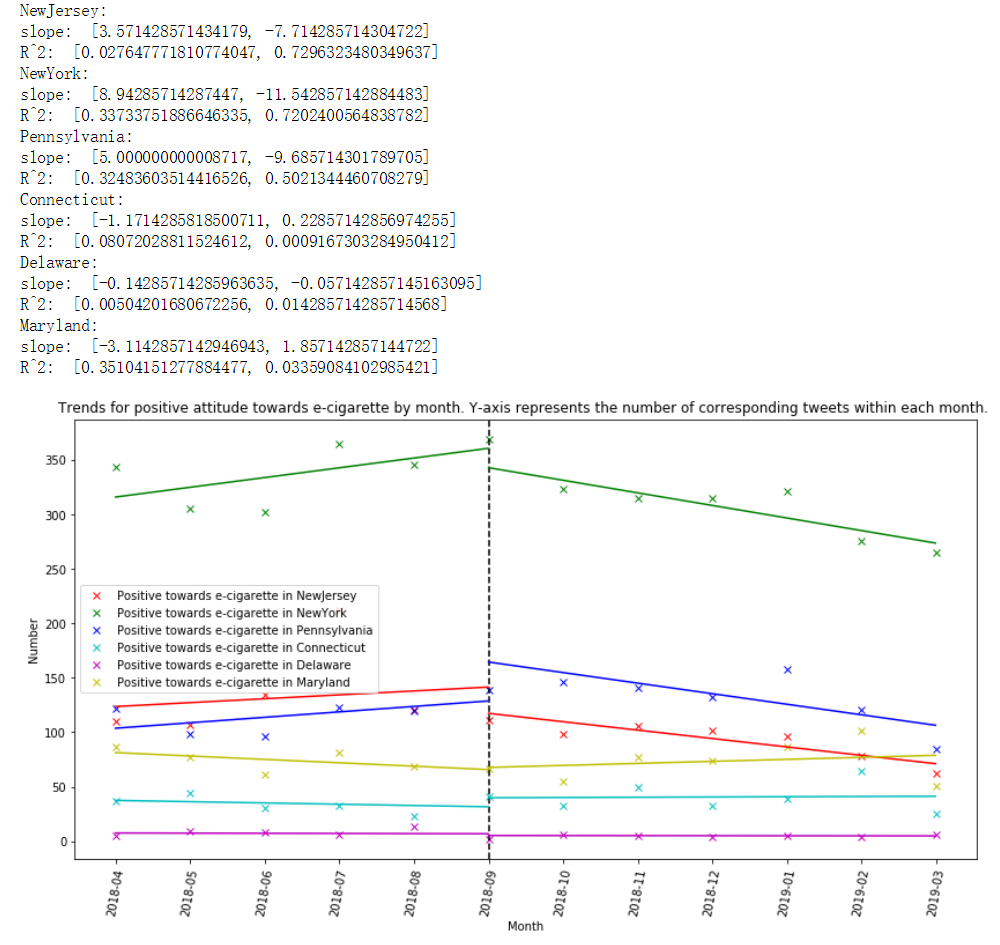 NewJersey:
slope:  [3.571428571434179, -7.714285714304722]
R^2:  [0.027647771810774047, 0.7296323480349637]
NewYork:
slope:  [8.94285714287447, -11.542857142884483]
R^2:  [0.33733751886646335, 0.7202400564838782]
Pennsylvania:
slope:  [5.000000000008717, -9.685714301789705]
R^2:  [0.32483603514416526, 0.5021344460708279]
Connecticut:
slope:  [-1.1714285818500711, 0.22857142856974255]
R^2:  [0.08072028811524612, 0.0009167303284950412]
Delaware:
slope:  [-0.14285714285963635, -0.057142857145163095]
R^2:  [0.00504201680672256, 0.014285714285714568]
Maryland:
slope:  [-3.1142857142946943, 1.857142857144722]
R^2:  [0.35104151277884477, 0.03359084102985421]
Trends for positive attitude towards e-cigarette by month. Y-axis represents the number of corresponding tweets within each month.
350
300
250
200
150
100
50
0
Number
Positive towards e-cigarette in NewJersey
Positive towards e-cigarette in NewYork
Positive towards e-cigarette in Pennsylvania
Positive towards e-cigarette in Connecticut
Positive towards e-cigarette in Delaware
Positive towards e-cigarette in Maryland
2018-04
2018-05
2018-06
2018-07
2018-08
2018-09
2018-10
2018-11
2018-12
2019-01
2019-02
2019-03
Month